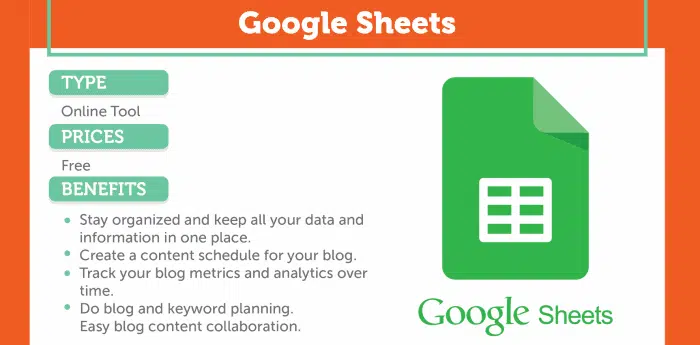 Google Sheets
TYPE
Online Tool
PRICES
Free
BENEFITS
Stay organized and keep all your data and
information in one place.
Create a content schedule for your blog.
Track your blog metrics and analytics over
time.
Do blog and keyword planning.
Easy blog content collaboration.
Google Sheets